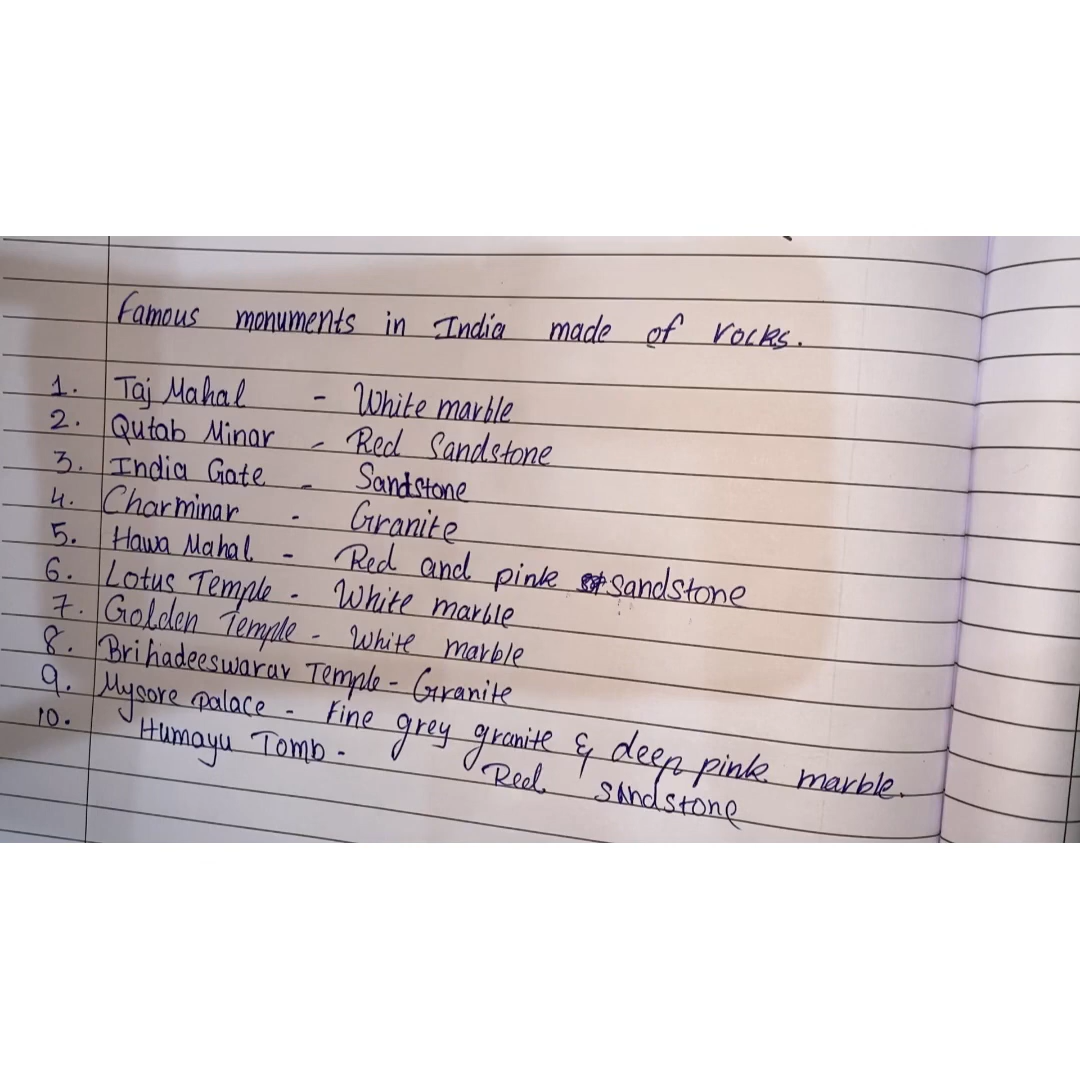 Famous monuments in India made of rocks.
1. Taj Mahal - White marble
2. Qutab Minar - Red Sandstone
3. India Gate - Sandstone
4. Charminar - Granite
5. Hawa Mahal - Red and pink sandstone
6. Lotus Temple - White marble
7. Golden Temple - White marble
8. Brihadeeswarar Temple - Granite
9. Mysore palace - Fine grey granite & deep pink marble.
10. Humayu Tomb - Red sandstone